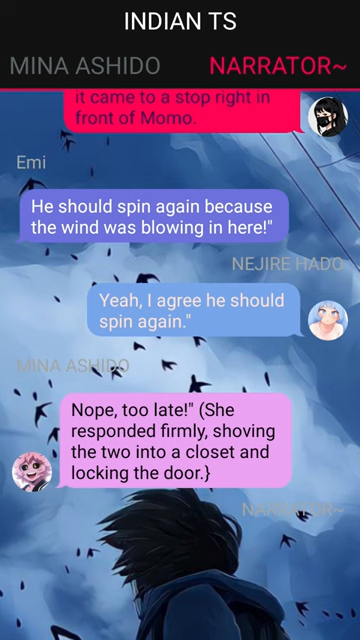 INDIAN TS
MINA ASHIDO NARRATOR~
it came to a stop right in
front of Momo.
Emi
He should spin again because
the wind was blowing in here!"
NEJIRE HADO
Yeah, I agree he should
spin again."
MINA ASHIDO
Nope, too late!" (She
responded firmly, shoving
the two into a closet and
locking the door.}
NARRATOR~